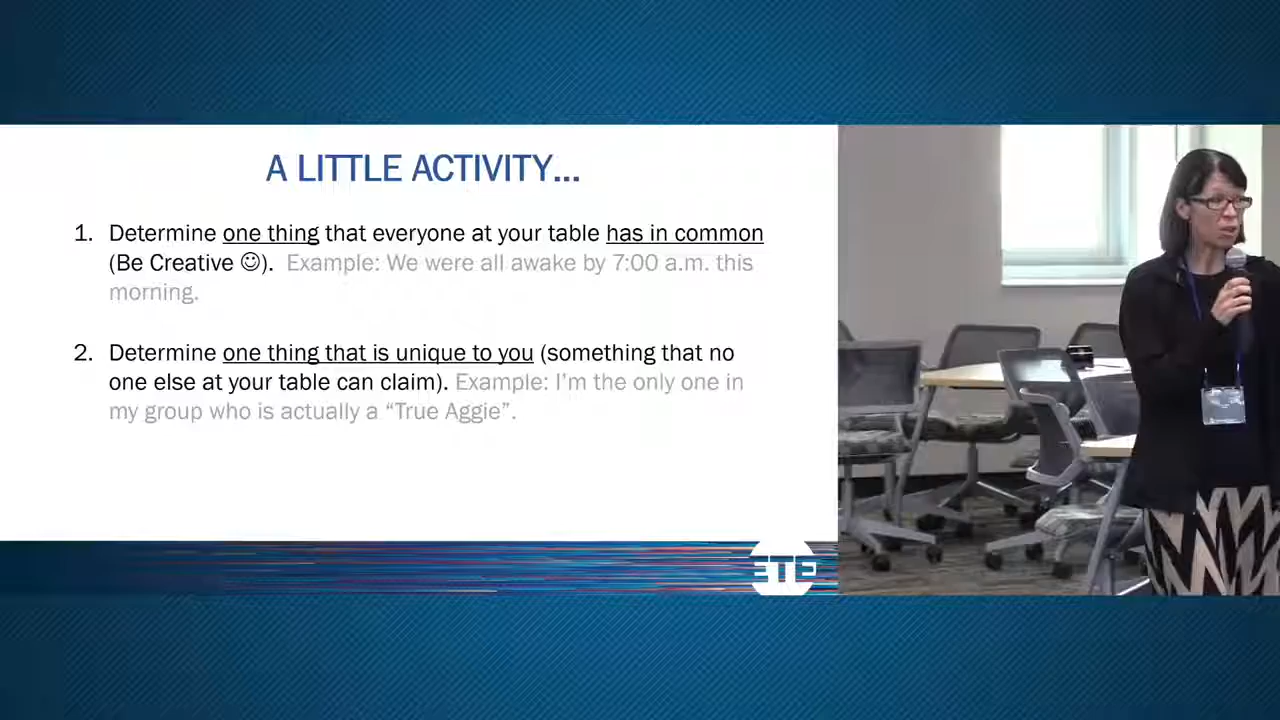 A LITTLE ACTIVITY...
1. Determine one thing that everyone at your table has in common
(Be Creative ☺). Example: We were all awake by 7:00 a.m. this
morning.
2. Determine one thing that is unique to you (something that no
one else at your table can claim). Example: I’m the only one in
my group who is actually a “True Aggie”.
ETE